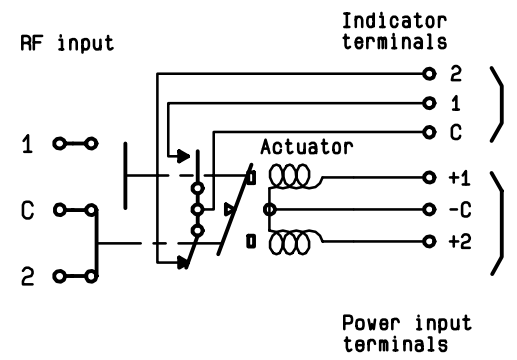 Indicator
terminals
RF input
2
1
C
Actuator
1
+1
C
-C
2
+2
Power input
terminals